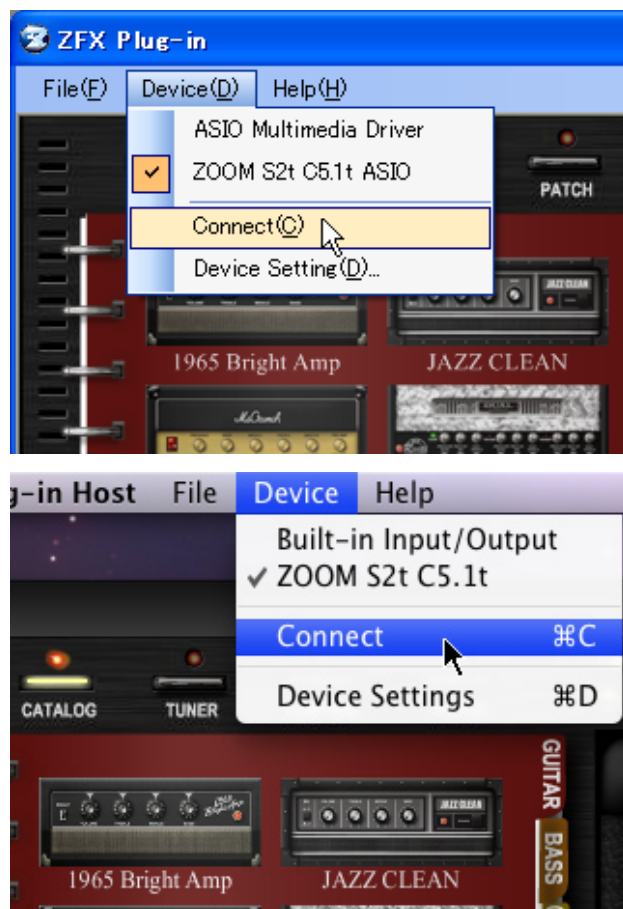 ZFX Plug-in
File(F) Device(D) Help(H)
ASIO Multimedia Driver
ZOOM S2t C5.1t ASIO
PATCH
Connect(C)
Device Setting(D)...
JAZZ CLEAN
1965 Bright Amp JAZZ CLEAN
g-in Host File Device Help
Built-in Input/Output
ZOOM S2t C5.1t
Connect ⌘C
Device Settings ⌘D
CATALOG TUNER
GUITAR
BASS
JAZZ CLEAN
1965 Bright Amp JAZZ CLEAN